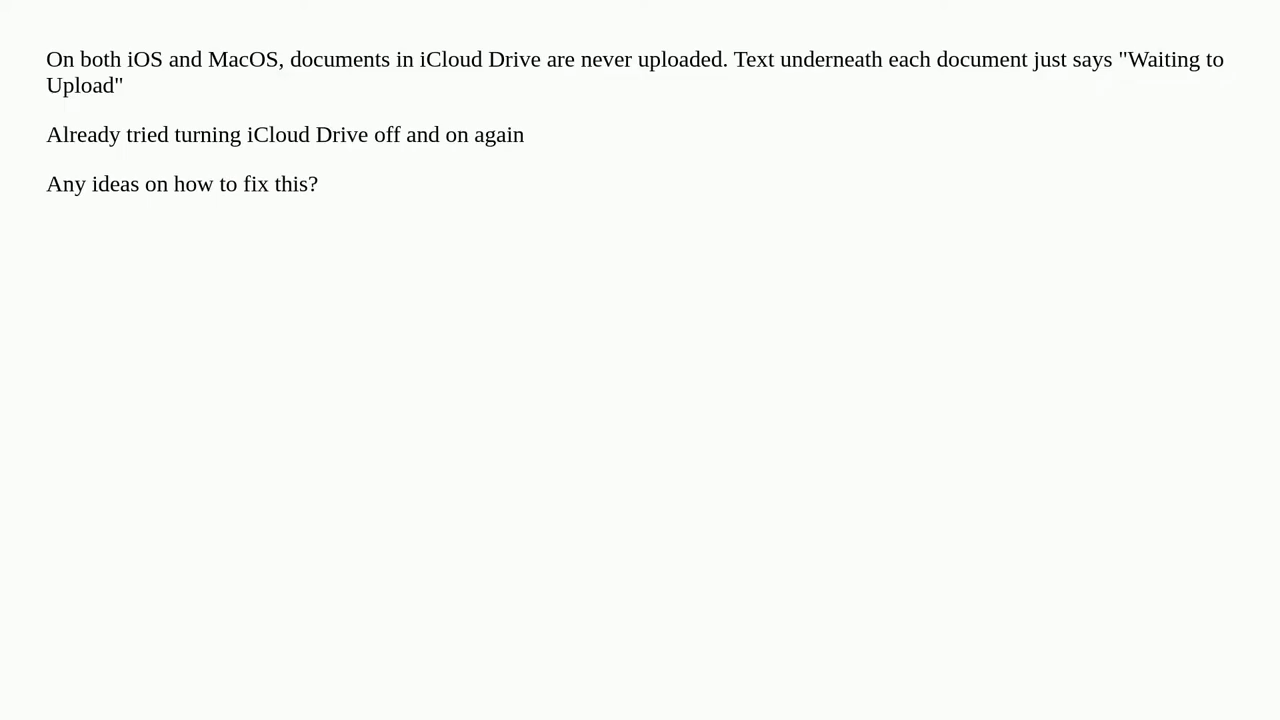 On both iOS and MacOS, documents in iCloud Drive are never uploaded. Text underneath each document just says "Waiting to
Upload"
Already tried turning iCloud Drive off and on again
Any ideas on how to fix this?